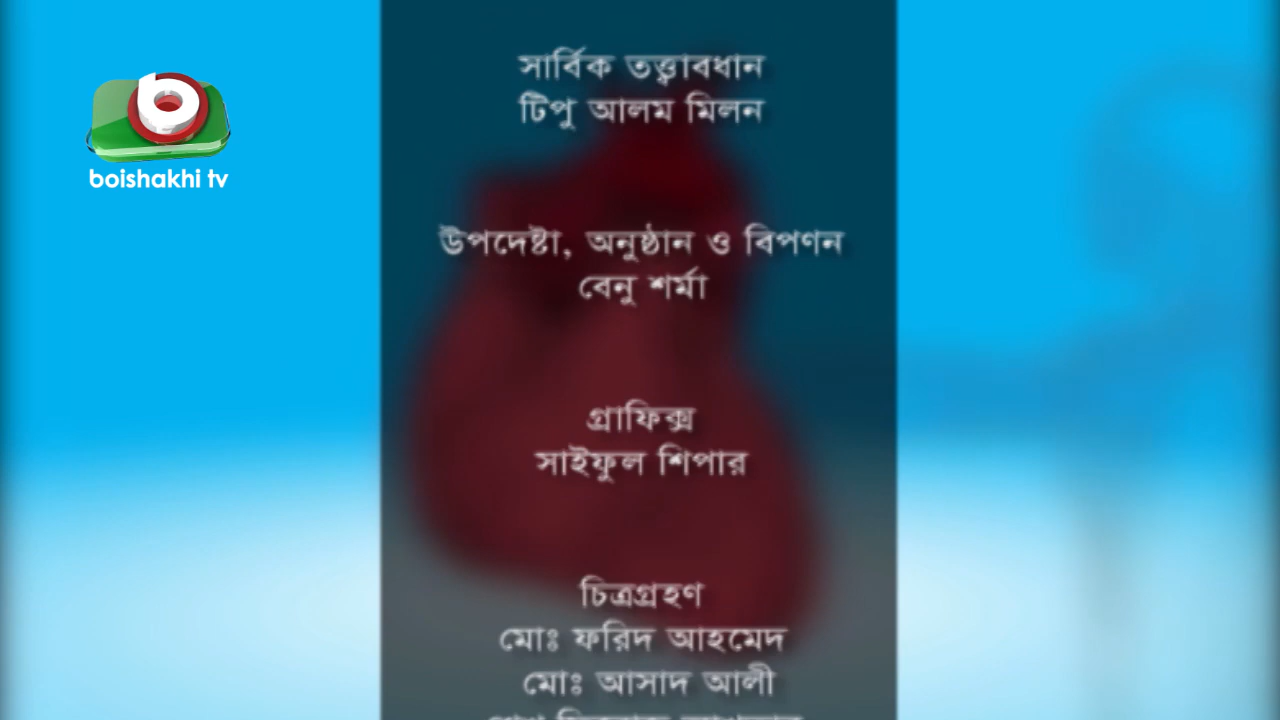 boishakhi tv
সার্বিক তত্ত্বাবধান
টিপু আলম মিলন
উপদেষ্টা, অনুষ্ঠান ও বিপণন
বেনু শর্মা
গ্রাফিক্স
সাইফুল শিপার
চিত্রগ্রহণ
মোঃ ফরিদ আহমেদ
মোঃ আসাদ আলী